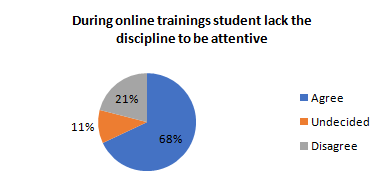 During online trainings student lack the
discipline to be attentive
21%
11%
68%
Agree
Undecided
Disagree